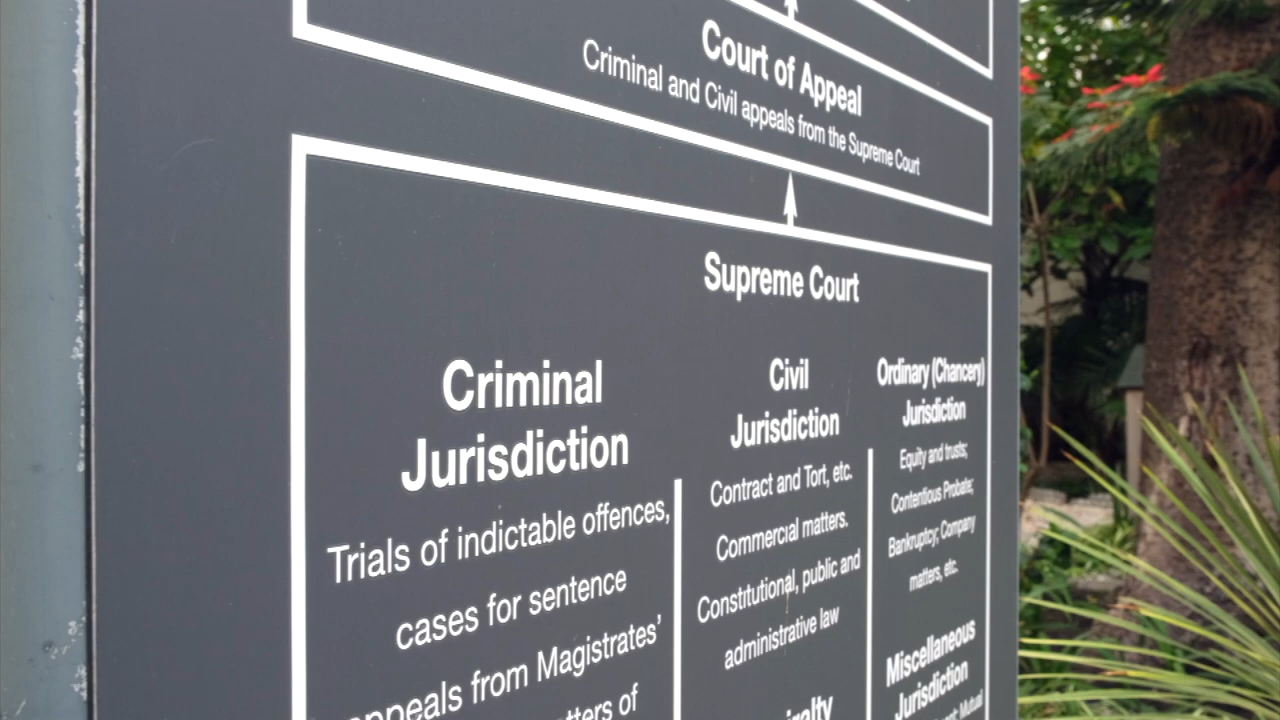 Court of Appeal
Criminal and Civil appeals from the Supreme Court
Supreme Court
Criminal
Jurisdiction
Trials of indictable offences,
cases for sentence
appeals from Magistrates'
of
Civil
Jurisdiction
Contract and Tort, etc.
Commercial matters.
Constitutional, public and
administrative law
Ordinary (Chancery)
Jurisdiction
Equity and trusts;
Contentious Probate;
Bankruptcy; Company
matters, etc.
Miscellaneous
Jurisdiction
Mutual